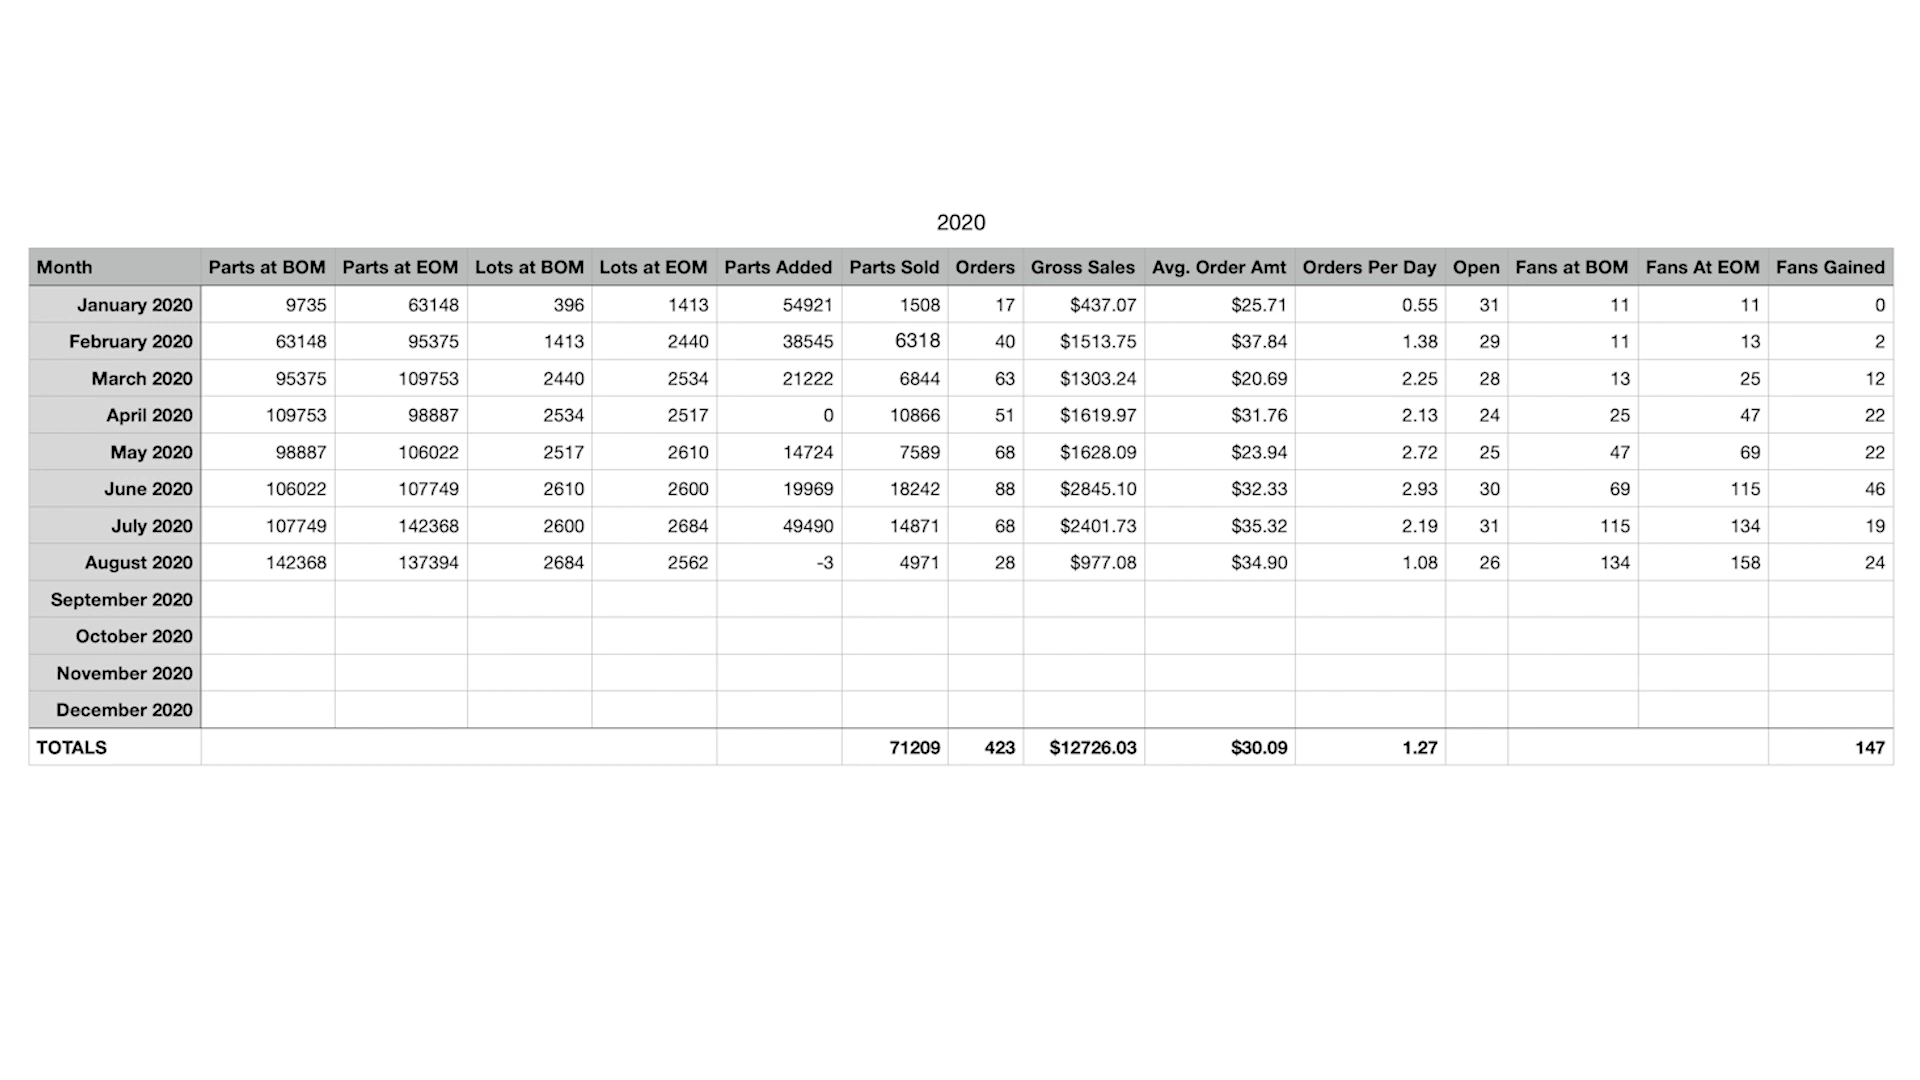 2020
Month Parts at BOM Parts at EOM Lots at BOM Lots at EOM Parts Added Parts Sold Orders Gross Sales Avg. Order Amt Orders Per Day Open Fans at BOM Fans At EOM Fans Gained
January 2020 9735 63148 396 1413 54921 1508 17 $437.07 $25.71 0.55 31 11 11 0
February 2020 63148 95375 1413 2440 38545 6318 40 $1513.75 $37.84 1.38 29 11 13 2
March 2020 95375 109753 2440 2534 21222 6844 63 $1303.24 $20.69 2.25 28 13 25 12
April 2020 109753 98887 2534 2517 0 10866 51 $1619.97 $31.76 2.13 24 25 47 22
May 2020 98887 106022 2517 2610 14724 7589 68 $1628.09 $23.94 2.72 25 47 69 22
June 2020 106022 107749 2610 2600 19969 18242 88 $2845.10 $32.33 2.93 30 69 115 46
July 2020 107749 142368 2600 2684 49490 14871 68 $2401.73 $35.32 2.19 31 115 134 19
August 2020 142368 137394 2684 2562 -3 4971 28 $977.08 $34.90 1.08 26 134 158 24
September 2020
October 2020
November 2020
December 2020
TOTALS 71209 423 $12726.03 $30.09 1.27 147